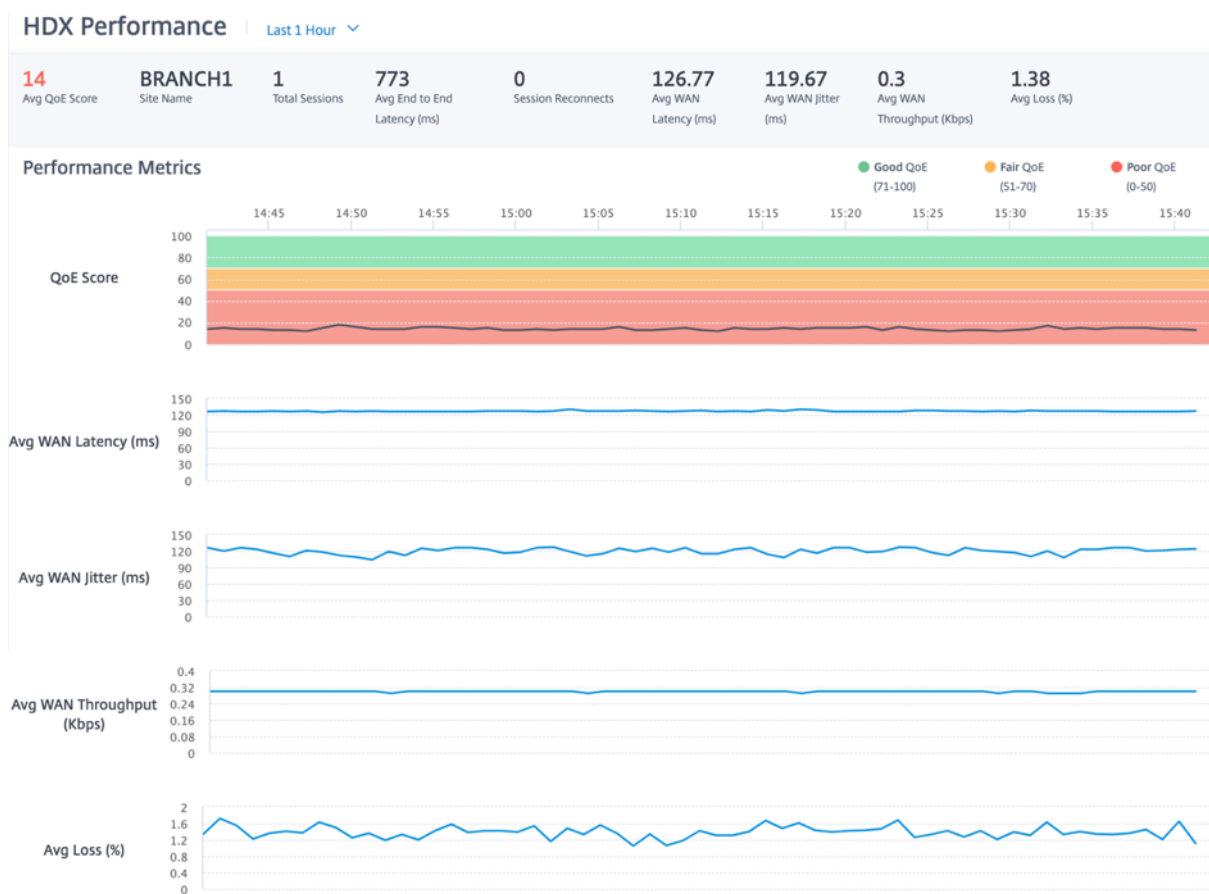 HDX Performance
Last 1 Hour
14
Avg QoE Score
BRANCH1
Site Name
1
Total Sessions
773
Avg End to End
Latency (ms)
0
Session Reconnects
126.77
Avg WAN
Latency (ms)
119.67
Avg WAN Jitter
(ms)
0.3
Avg WAN
Throughput (Kbps)
1.38
Avg Loss (%)
Performance Metrics
Good QoE
(71-100)
Fair QoE
(51-70)
Poor QoE
(0-50)
14:45 14:50 14:55 15:00 15:05 15:10 15:15 15:20 15:25 15:30 15:35 15:40
QoE Score
100
80
60
40
20
0
Avg WAN Latency (ms)
150
120
90
60
30
0
Avg WAN Jitter (ms)
150
120
90
60
30
0
Avg WAN Throughput
(Kbps)
0.4
0.32
0.24
0.16
0.08
0
Avg Loss (%)
2
1.6
1.2
0.8
0.4
0